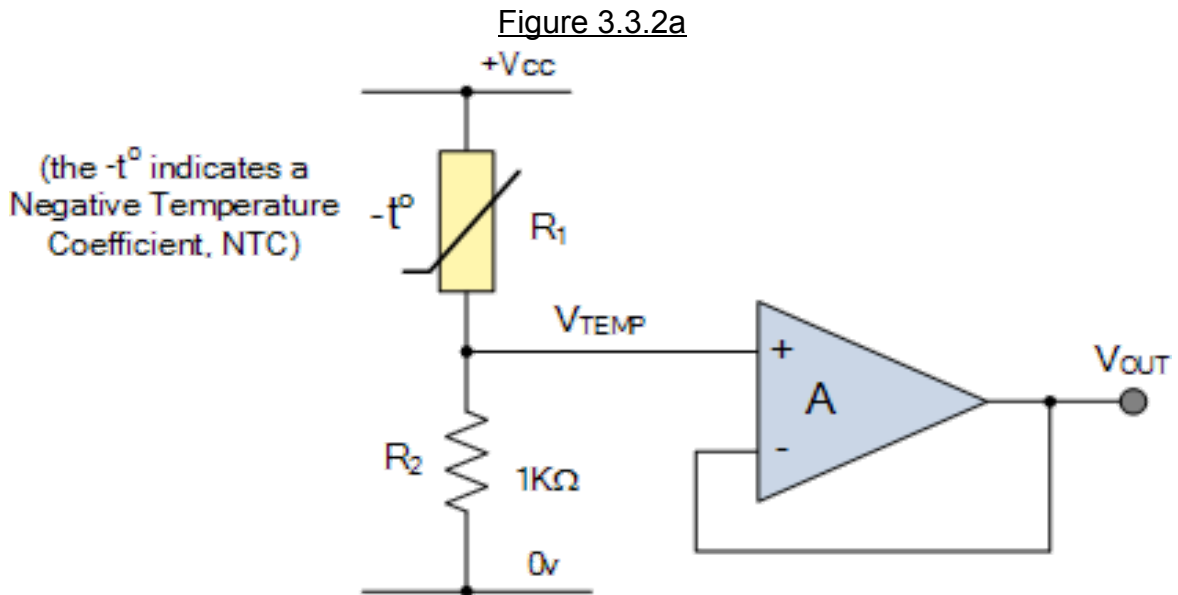 Figure 3.3.2a
+Vcc
(the -t° indicates a
Negative Temperature
Coefficient, NTC)
-t°
R₁
VTEMP
+
A
-
VOUT
R₂
1KΩ
0v